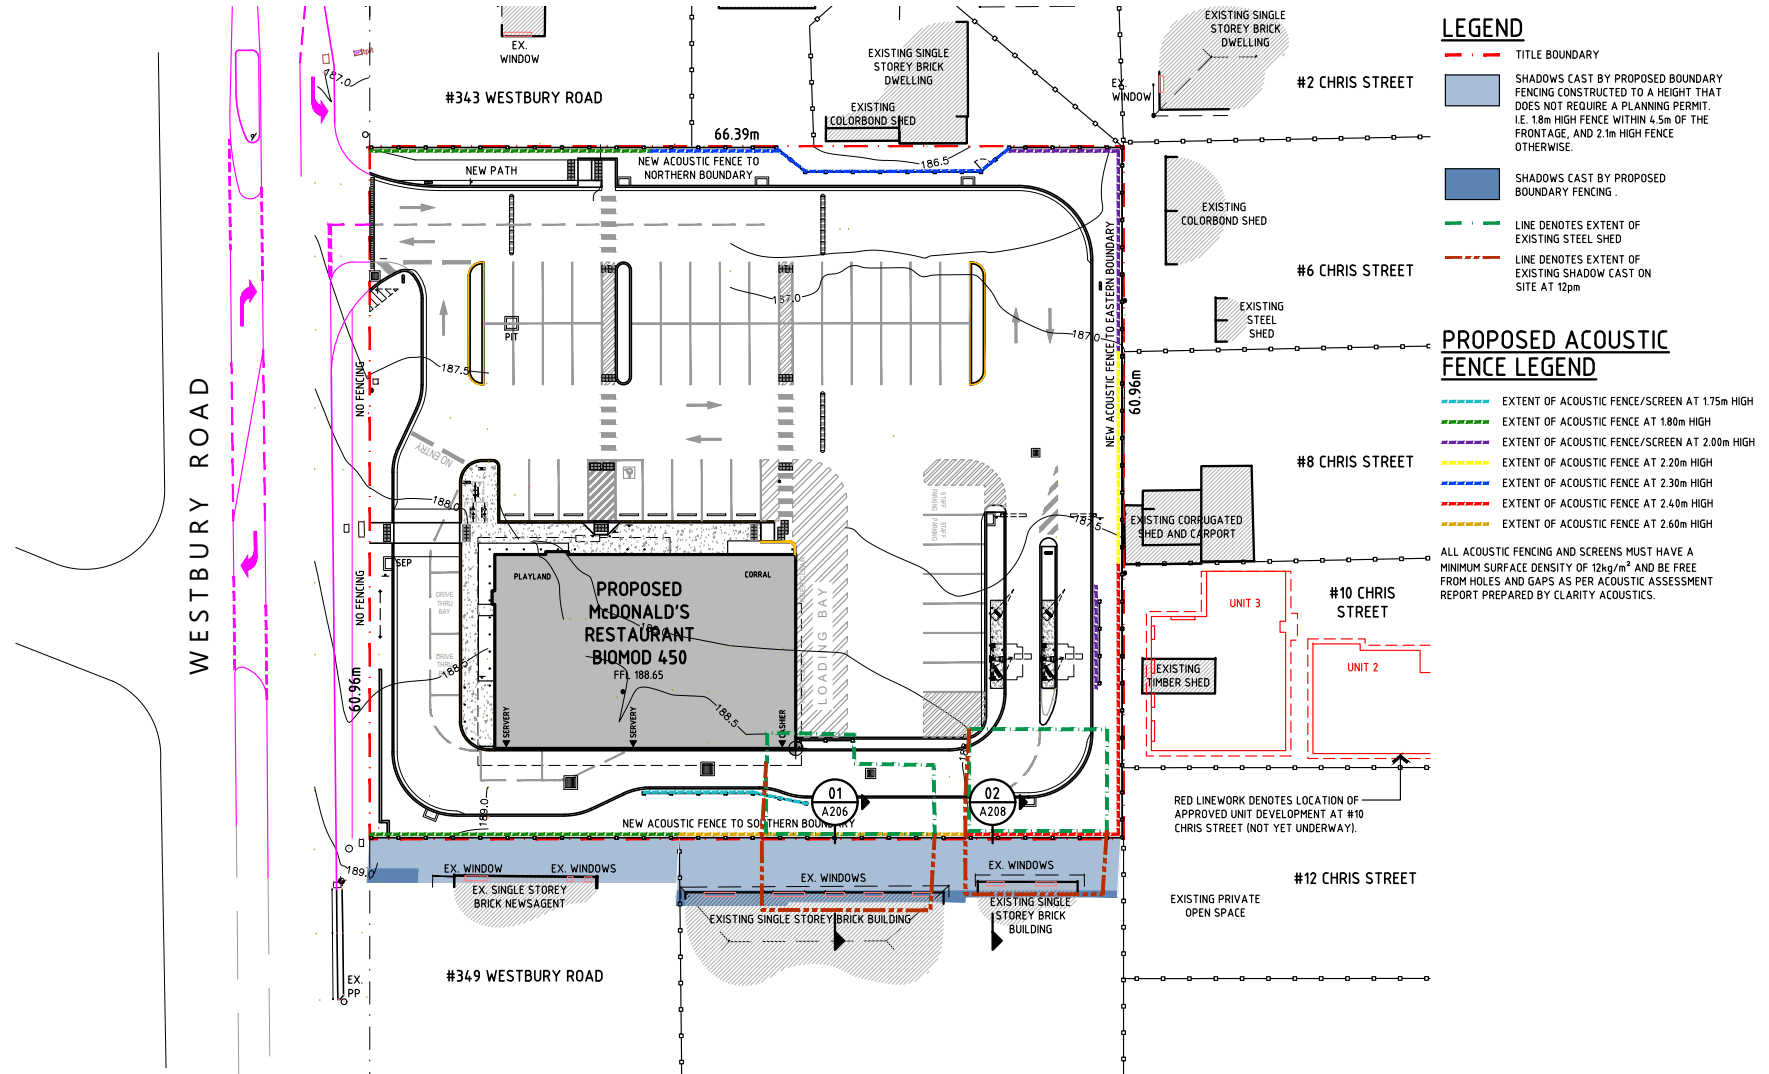 EX.
WINDOW
#343 WESTBURY ROAD
187.0
EXISTING SINGLE
STOREY BRICK
DWELLING
EXISTING
COLORBOND SHED
EXISTING SINGLE
STOREY BRICK
DWELLING
EX.
WINDOW
#2 CHRIS STREET
66.39m
NEW PATH
NEW ACOUSTIC FENCE TO
NORTHERN BOUNDARY
186.5
EXISTING
COLORBOND SHED
#6 CHRIS STREET
EXISTING
STEEL
SHED
NEW ACOUSTIC FENCE TO EASTERN BOUNDARY
187.0
187.0
60.96m
PIT
187.5
NO FENCING
WESTBURY ROAD
NO ENTRY
188.0
STAFF PARKING
STAFF PARKING
187.5
#8 CHRIS STREET
EXISTING CORRUGATED
SHED AND CARPORT
SEP
NO FENCING
PLAYLAND
CORRAL
PROPOSED
McDONALD'S
RESTAURANT
BIOMOD 450
FFL 188.65
DRIVE
THRU
BAY
DRIVE
THRU
188.5
188.5
SERVERY
SERVERY
CASHER
LOADING BAY
60.96m
#10 CHRIS
STREET
UNIT 3
UNIT 2
EXISTING
TIMBER SHED
01
A206
02
A208
189.0
NEW ACOUSTIC FENCE TO SOUTHERN BOUNDARY
RED LINEWORK DENOTES LOCATION OF
APPROVED UNIT DEVELOPMENT AT #10
CHRIS STREET (NOT YET UNDERWAY).
189.0
EX. WINDOW
EX. WINDOWS
EX. SINGLE STOREY
BRICK NEWSAGENT
EX. WINDOWS
EXISTING SINGLE STOREY BRICK BUILDING
EX. WINDOWS
EXISTING SINGLE
STOREY BRICK
BUILDING
#12 CHRIS STREET
EXISTING PRIVATE
OPEN SPACE
#349 WESTBURY ROAD
EX.
PP
LEGEND
TITLE BOUNDARY
SHADOWS CAST BY PROPOSED BOUNDARY
FENCING CONSTRUCTED TO A HEIGHT THAT
DOES NOT REQUIRE A PLANNING PERMIT.
I.E. 1.8m HIGH FENCE WITHIN 4.5m OF THE
FRONTAGE, AND 2.1m HIGH FENCE
OTHERWISE.
SHADOWS CAST BY PROPOSED
BOUNDARY FENCING .
LINE DENOTES EXTENT OF
EXISTING STEEL SHED
LINE DENOTES EXTENT OF
EXISTING SHADOW CAST ON
SITE AT 12pm
PROPOSED ACOUSTIC
FENCE LEGEND
EXTENT OF ACOUSTIC FENCE/SCREEN AT 1.75m HIGH
EXTENT OF ACOUSTIC FENCE AT 1.80m HIGH
EXTENT OF ACOUSTIC FENCE/SCREEN AT 2.00m HIGH
EXTENT OF ACOUSTIC FENCE AT 2.20m HIGH
EXTENT OF ACOUSTIC FENCE AT 2.30m HIGH
EXTENT OF ACOUSTIC FENCE AT 2.40m HIGH
EXTENT OF ACOUSTIC FENCE AT 2.60m HIGH
ALL ACOUSTIC FENCING AND SCREENS MUST HAVE A
MINIMUM SURFACE DENSITY OF 12kg/m² AND BE FREE
FROM HOLES AND GAPS AS PER ACOUSTIC ASSESSMENT
REPORT PREPARED BY CLARITY ACOUSTICS.